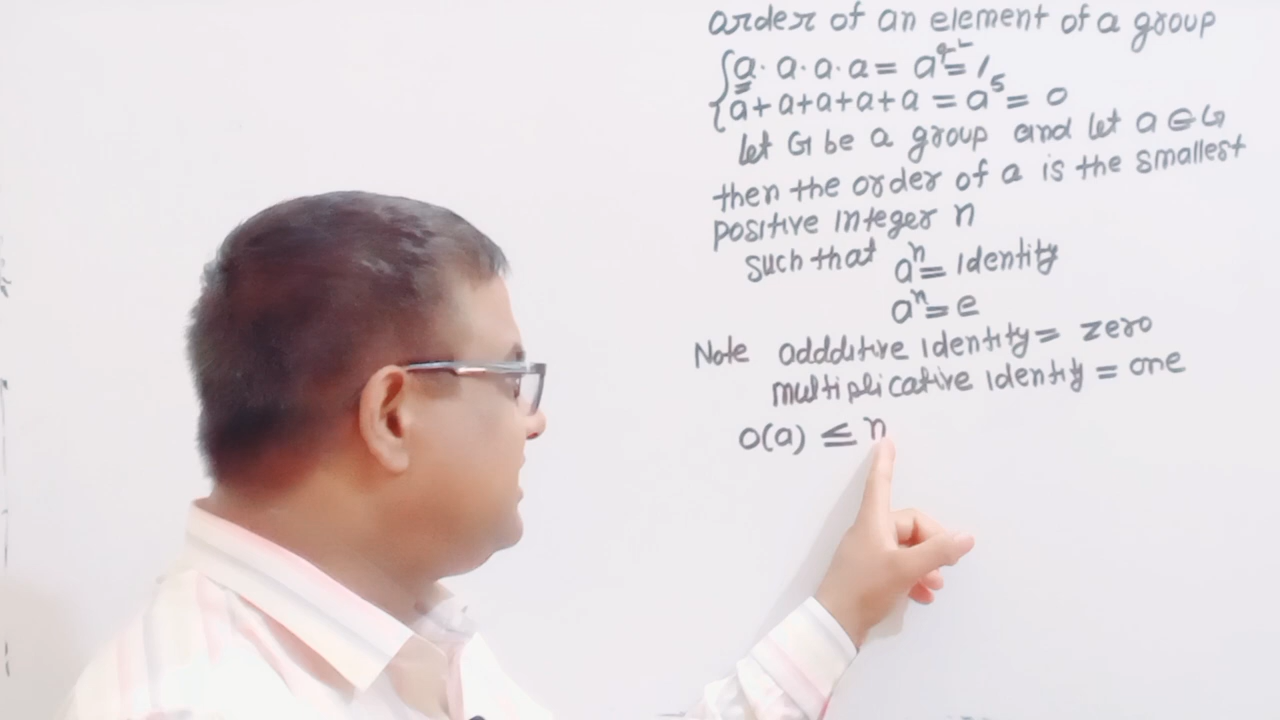 order of an element of a group
a · a · a · a = a⁴ = 1,
a + a + a + a + a = a⁵ = 0
let G be a group and let a ∈ G
then the order of a is the smallest
positive integer n
such that aⁿ = Identity
aⁿ = e
Note addditive identity = zero
multiplicative identity = one
o(a) ≤ n